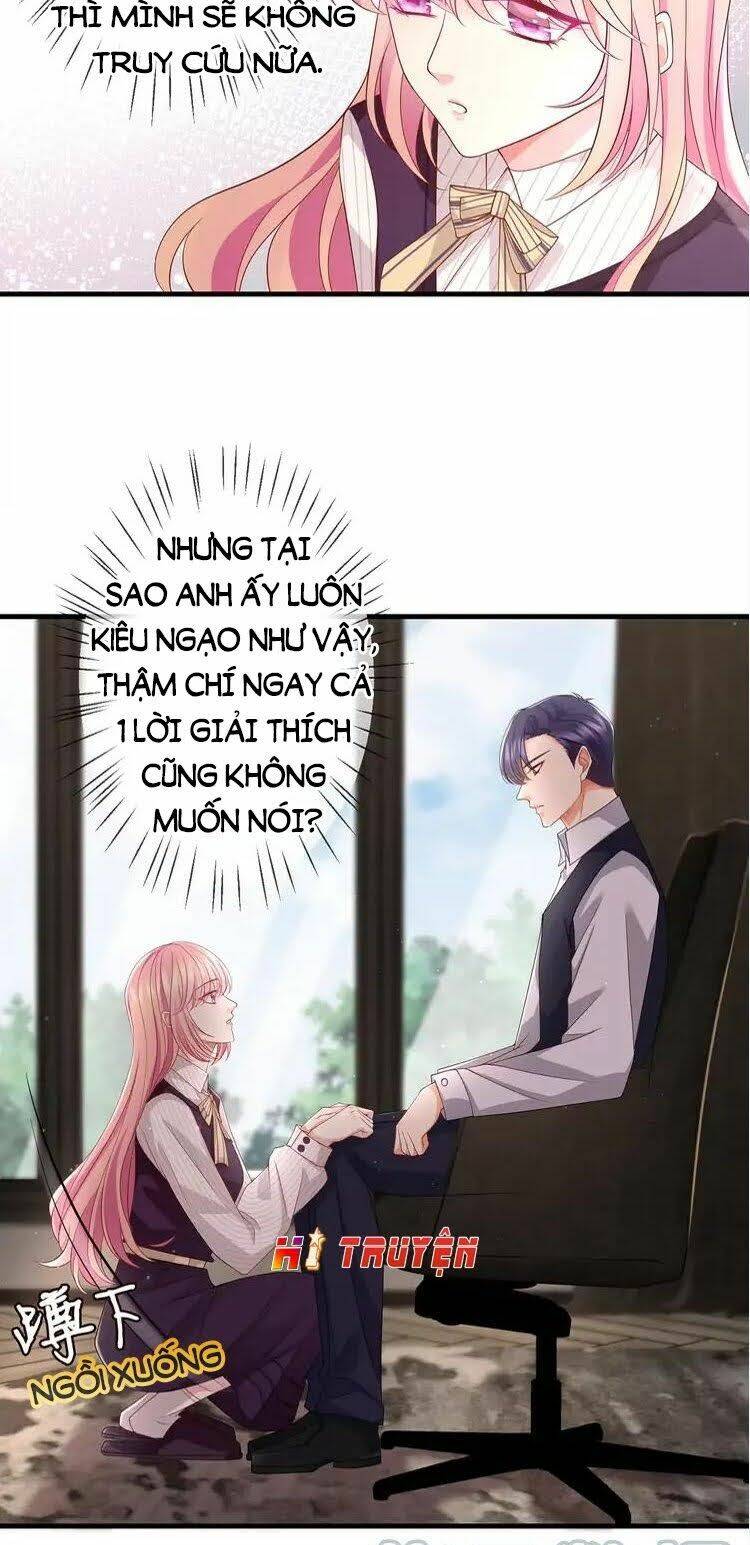 THÌ MÌNH SẼ KHÔNG
TRUY CỨU NỮA.
NHƯNG TẠI
SAO ANH ẤY LUÔN
KIÊU NGẠO NHƯ VẬY,
THẬM CHÍ NGAY CẢ
1 LỜI GIẢI THÍCH
CŨNG KHÔNG
MUỐN NÓI?
HI TRUYỆN
蹲下
NGỒI XUỐNG